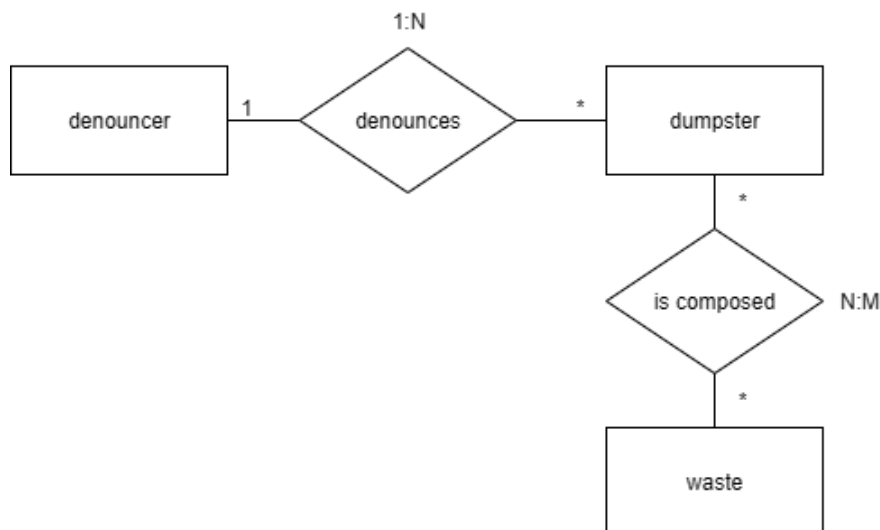 1:N
denouncer
1
denounces
*
dumpster
*
is composed
N:M
*
waste